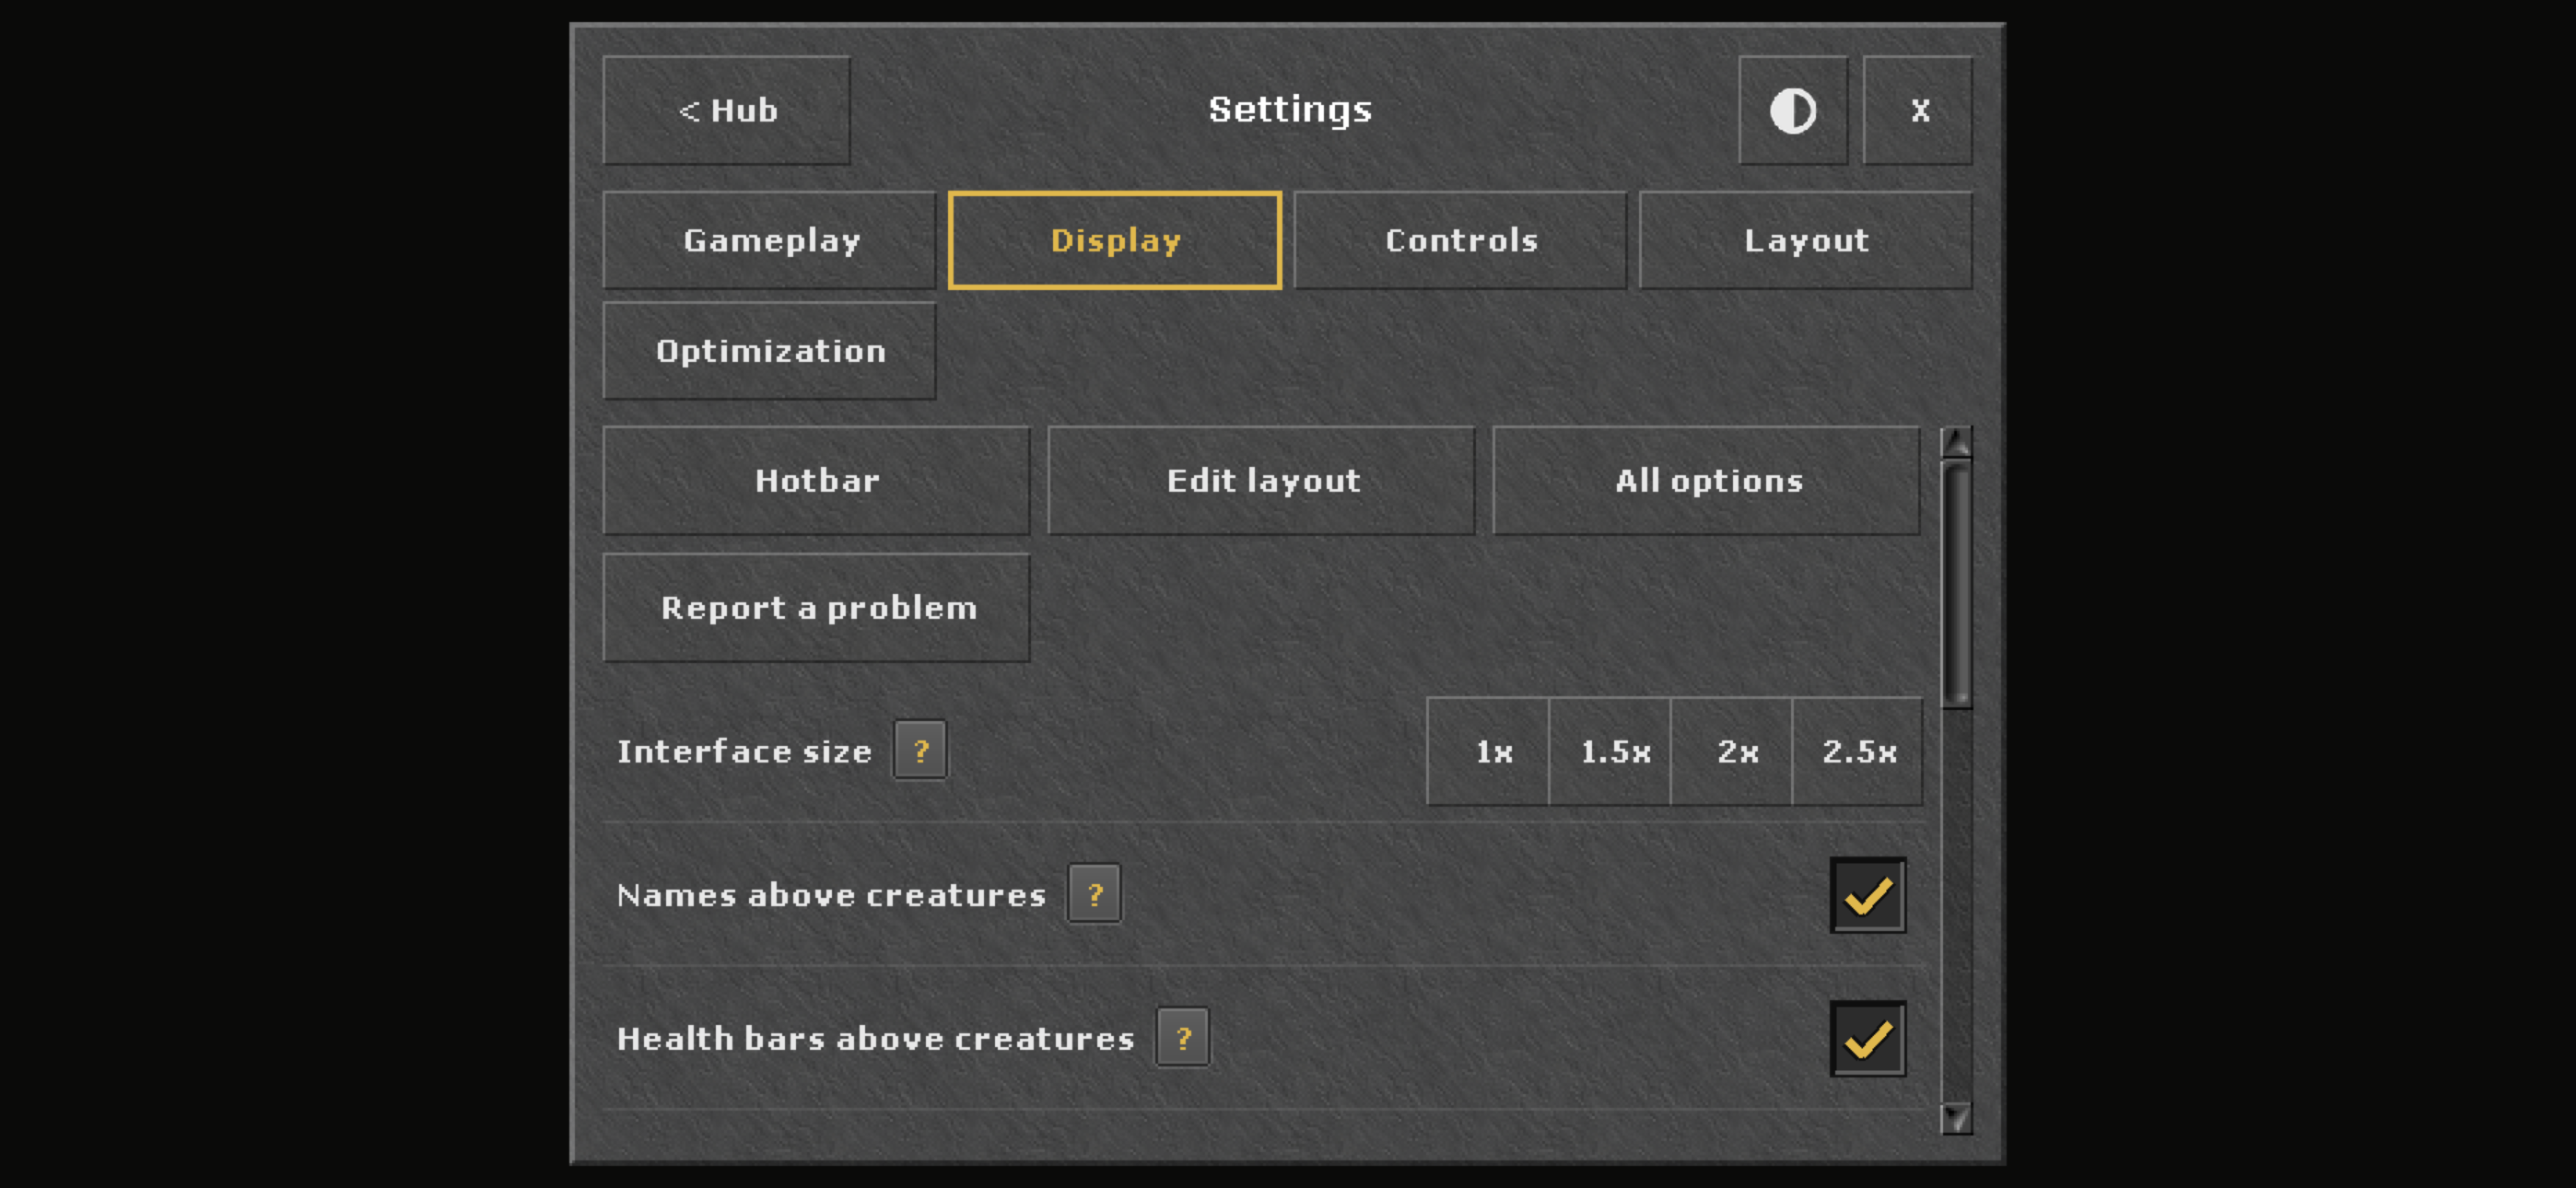 < Hub
Settings
X
Gameplay
Display
Controls
Layout
Optimization
Hotbar
Edit layout
All options
Report a problem
Interface size ?
1x
1.5x
2x
2.5x
Names above creatures ?
Health bars above creatures ?